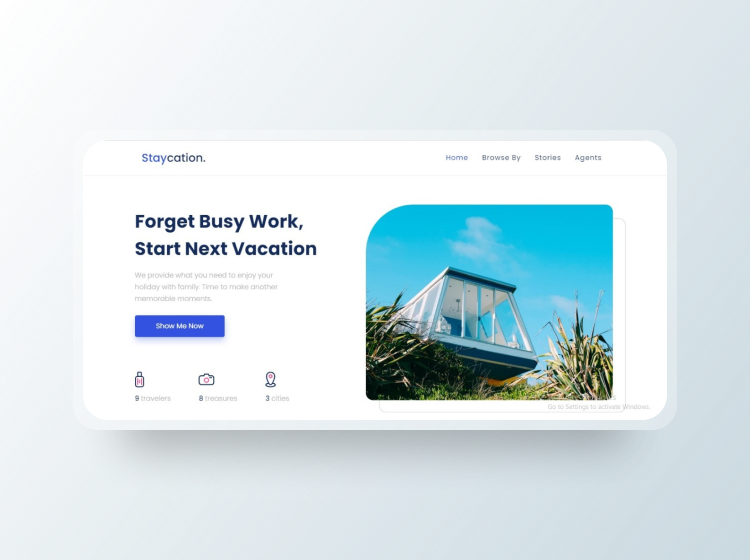 Staycation.
Home Browse By Stories Agents
Forget Busy Work,
Start Next Vacation
We provide what you need to enjoy your
holiday with family. Time to make another
memorable moments.
Show Me Now
9 travelers 8 treasures 3 cities
Go to Settings to activate Windows.